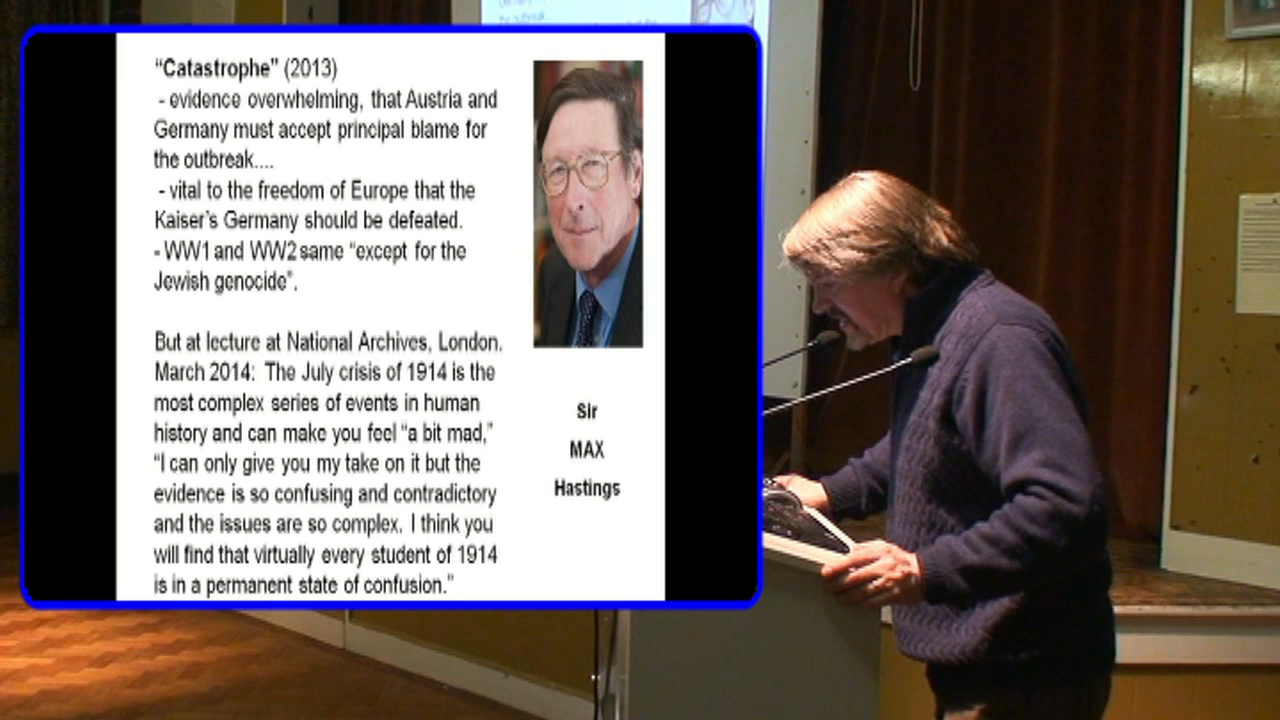 the outbreak...
“Catastrophe” (2013)
- evidence overwhelming, that Austria and
Germany must accept principal blame for
the outbreak....
- vital to the freedom of Europe that the
Kaiser’s Germany should be defeated.
- WW1 and WW2 same “except for the
Jewish genocide”.
But at lecture at National Archives, London.
March 2014: The July crisis of 1914 is the
most complex series of events in human
history and can make you feel “a bit mad,”
“I can only give you my take on it but the
evidence is so confusing and contradictory
and the issues are so complex. I think you
will find that virtually every student of 1914
is in a permanent state of confusion.”
Sir
MAX
Hastings